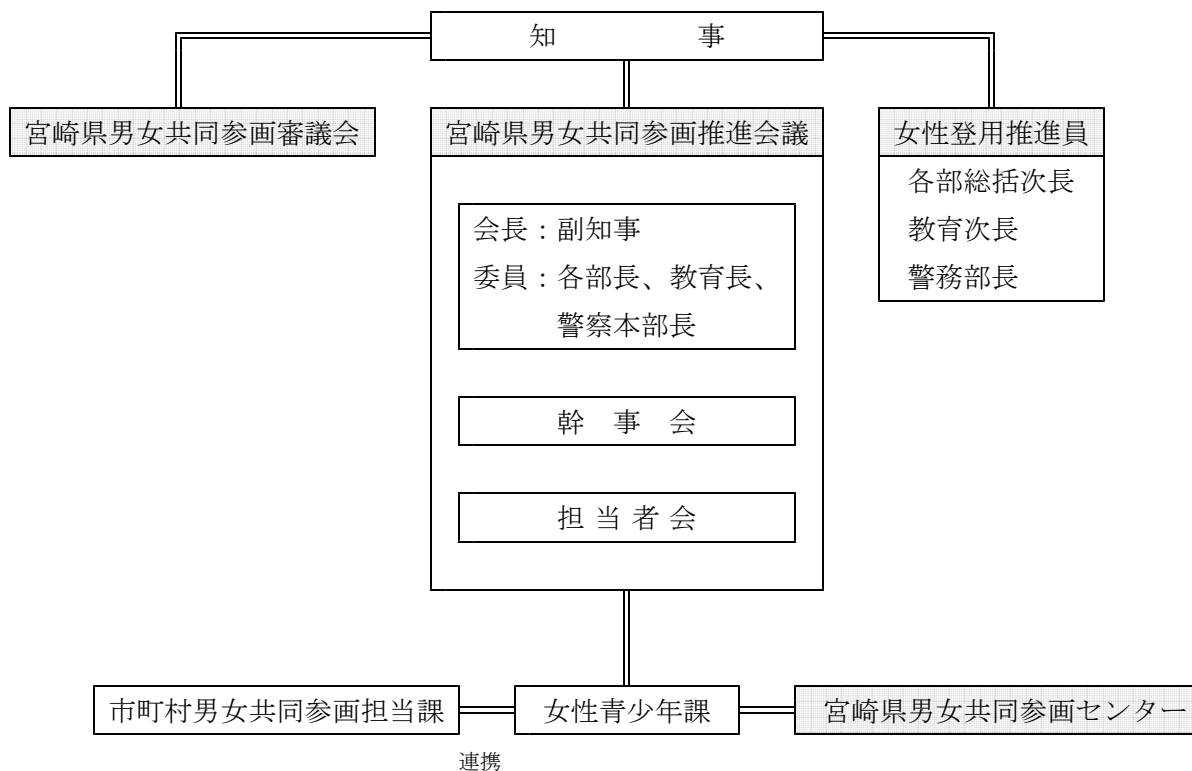 知　　　　　事
宮崎県男女共同参画審議会
宮崎県男女共同参画推進会議
女性登用推進員
各部総括次長
教育次長
警務部長
会長：副知事
委員：各部長、教育長、
警察本部長
幹　事　会
担 当 者 会
市町村男女共同参画担当課
女性青少年課
宮崎県男女共同参画センター
連携